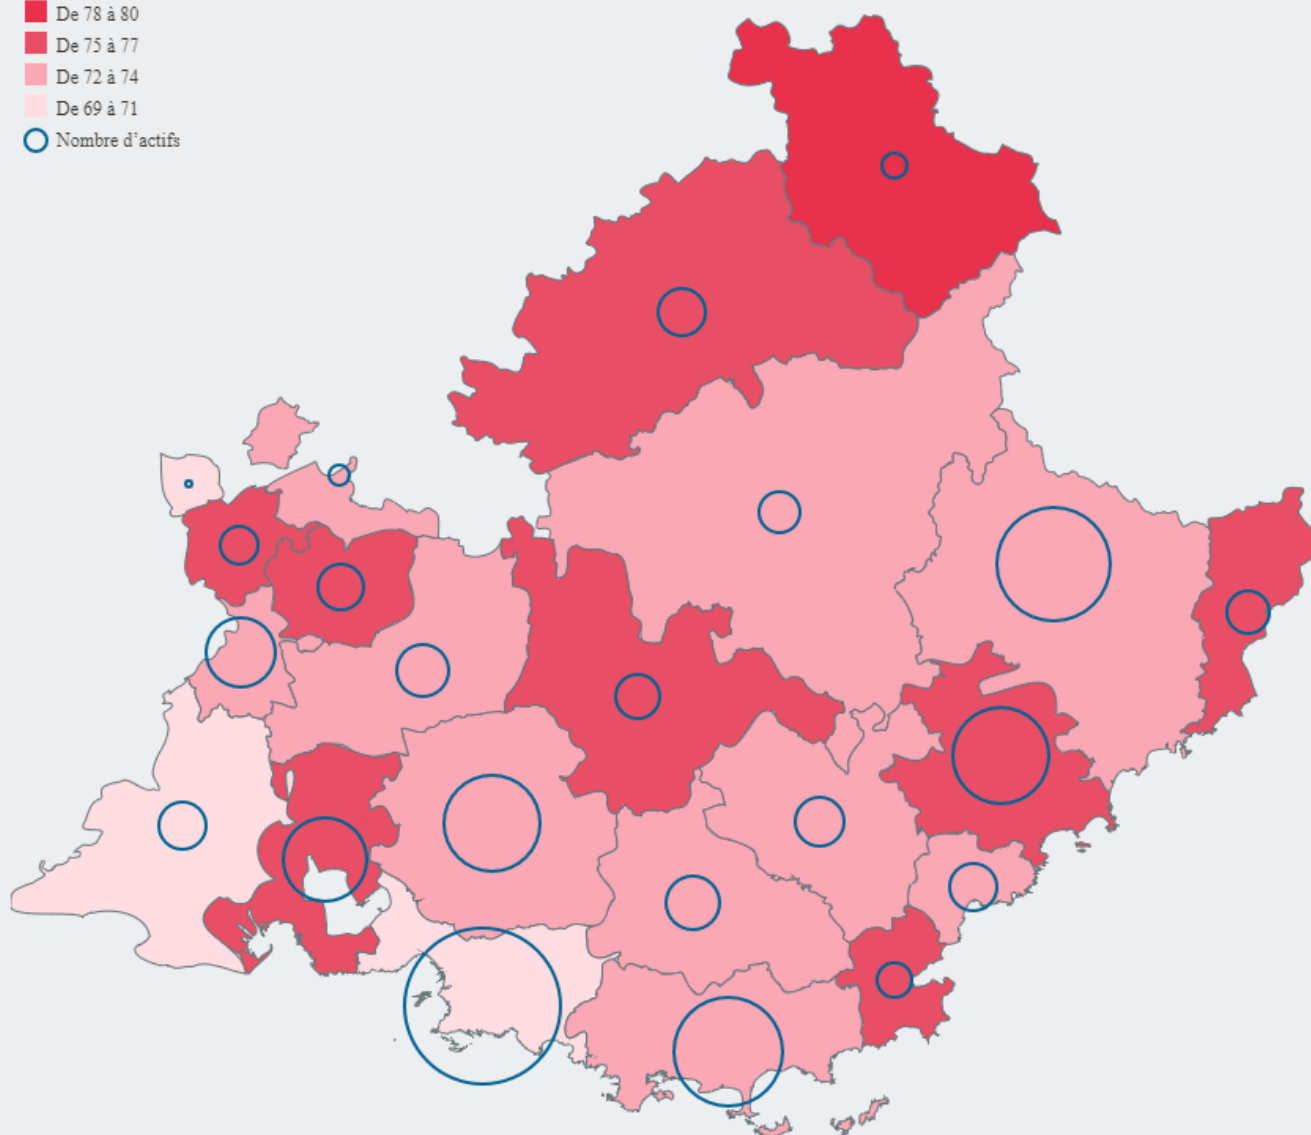 De 78 à 80
De 75 à 77
De 72 à 74
De 69 à 71
Nombre d’actifs